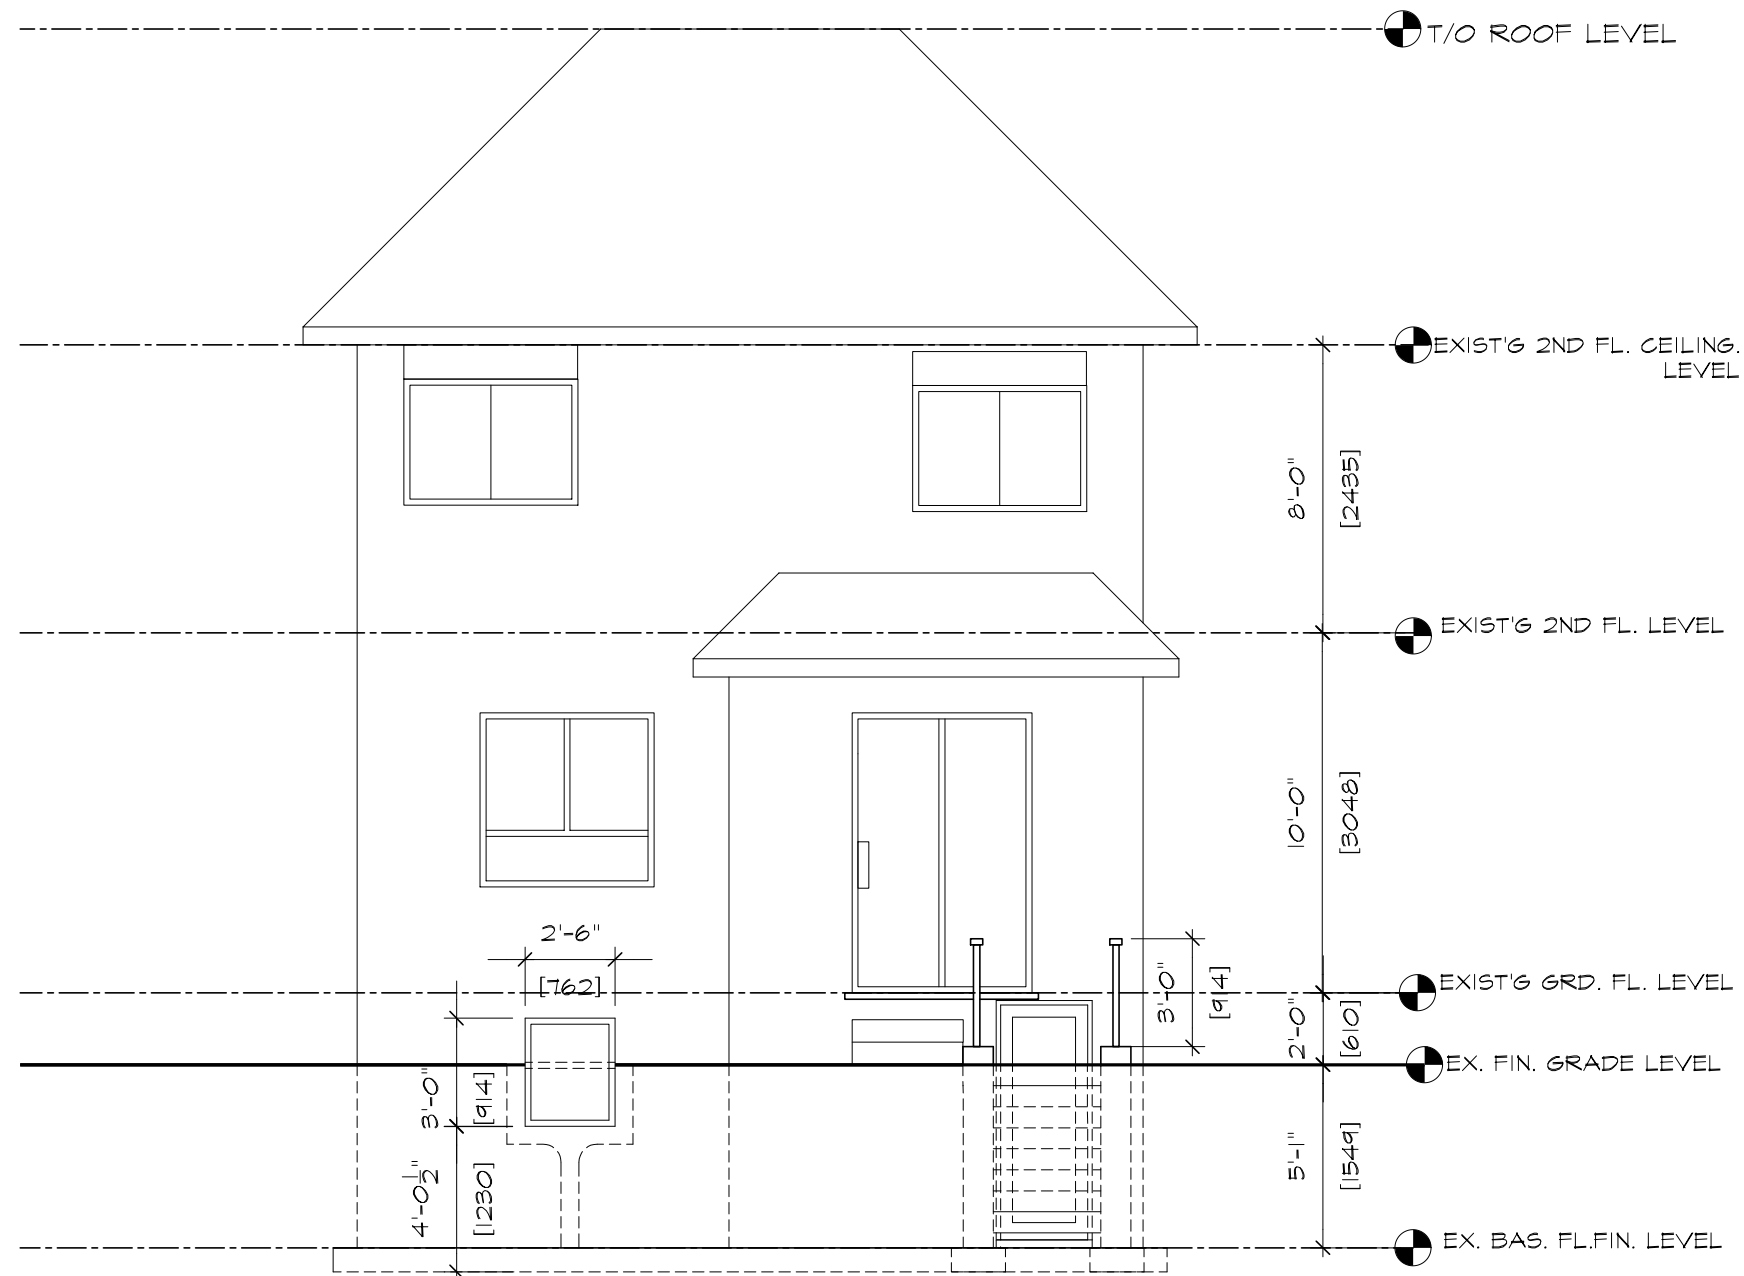 T/O ROOF LEVEL
EXIST'G 2ND FL. CEILING.
LEVEL
8'-0"
[2435]
EXIST'G 2ND FL. LEVEL
10'-0"
[3048]
2'-6"
[762]
3'-0"
[914]
EXIST'G GRD. FL. LEVEL
2'-0"
[610]
EX. FIN. GRADE LEVEL
3'-0"
[914]
4'-0 1/2"
[1230]
5'-1"
[1549]
EX. BAS. FL.FIN. LEVEL